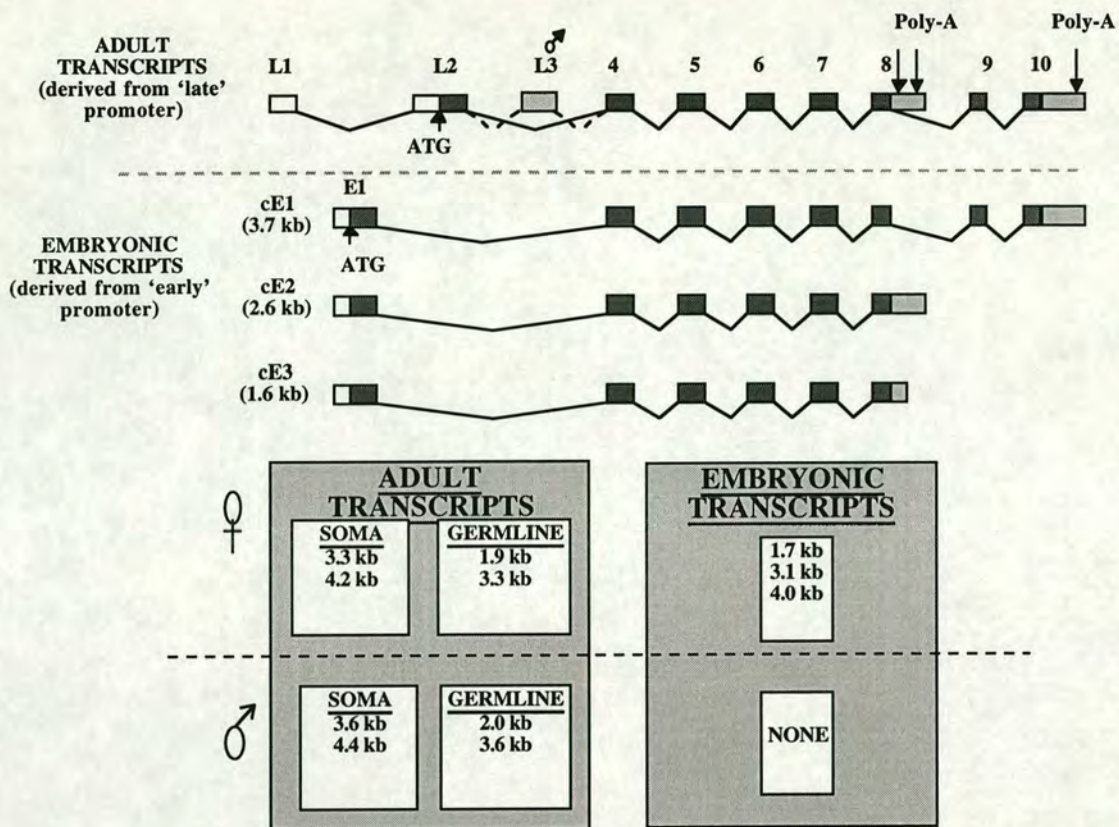 Poly-A Poly-A
ADULT
TRANSCRIPTS
(derived from 'late'
promoter)
♂
L1 L2 L3 4 5 6 7 8 9 10
ATG
E1
cE1
(3.7 kb)
ATG
EMBRYONIC
TRANSCRIPTS
(derived from 'early'
promoter)
cE2
(2.6 kb)
cE3
(1.6 kb)
♀
ADULT
TRANSCRIPTS
SOMA
3.3 kb
4.2 kb
GERMLINE
1.9 kb
3.3 kb
EMBRYONIC
TRANSCRIPTS
1.7 kb
3.1 kb
4.0 kb
♂
SOMA
3.6 kb
4.4 kb
GERMLINE
2.0 kb
3.6 kb
NONE